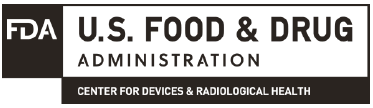 FDA U.S. FOOD & DRUG
ADMINISTRATION
CENTER FOR DEVICES & RADIOLOGICAL HEALTH